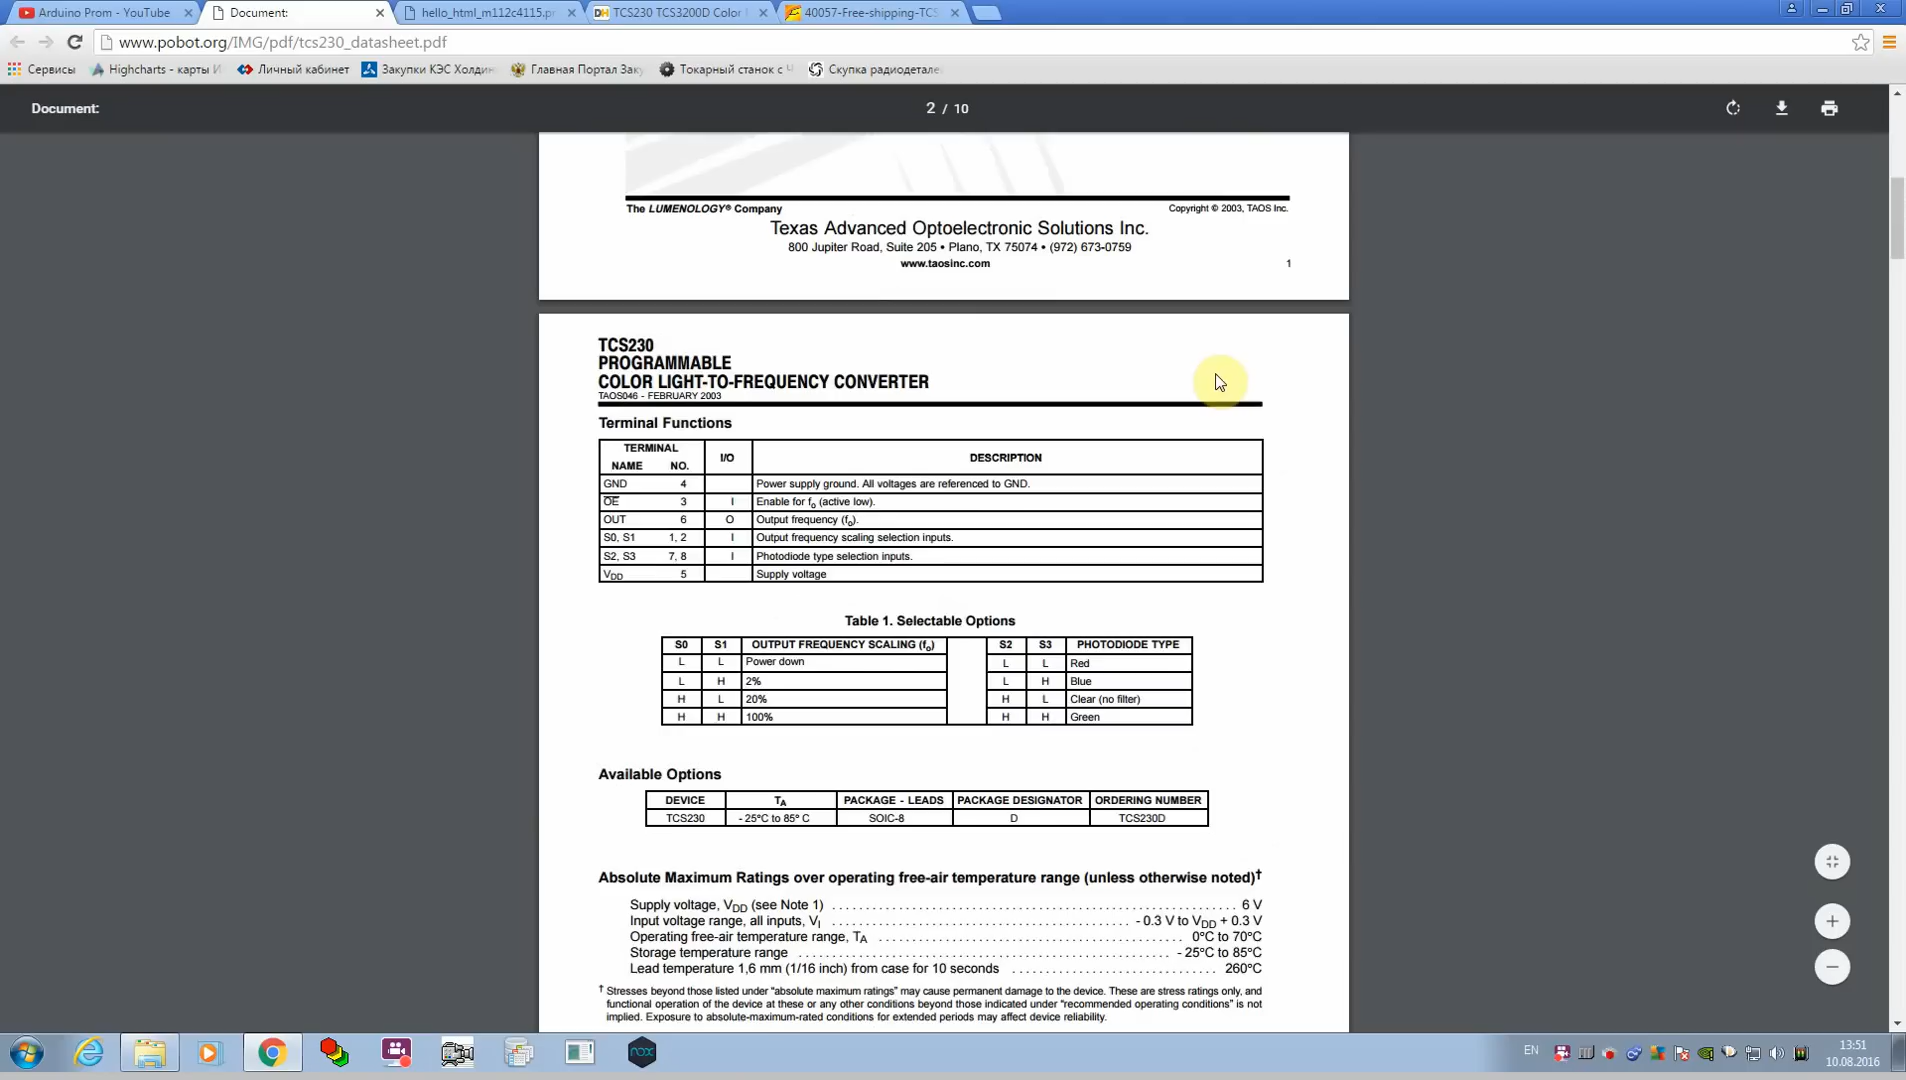 Arduino Prom - YouTube
Document:
hello_html_m112c4115.pn
TCS230 TCS3200D Color
40057-Free-shipping-TCS
www.pobot.org/IMG/pdf/tcs230_datasheet.pdf
Сервисы
Highcharts - карты И
Личный кабинет
Закупки КЭС Холдин
Главная Портал Заку
Токарный станок с Ч
Скупка радиодетале
Document:
2 / 10
The LUMENOLOGY® Company
Copyright © 2003, TAOS Inc.
Texas Advanced Optoelectronic Solutions Inc.
800 Jupiter Road, Suite 205 • Plano, TX 75074 • (972) 673-0759
www.taosinc.com
1
TCS230
PROGRAMMABLE
COLOR LIGHT-TO-FREQUENCY CONVERTER
TAOS046 - FEBRUARY 2003
Terminal Functions
TERMINAL
I/O DESCRIPTION
NAME NO.
GND 4 Power supply ground. All voltages are referenced to GND.
OE 3 I Enable for fo (active low).
OUT 6 O Output frequency (fo).
S0, S1 1, 2 I Output frequency scaling selection inputs.
S2, S3 7, 8 I Photodiode type selection inputs.
VDD 5 Supply voltage
Table 1. Selectable Options
S0 S1 OUTPUT FREQUENCY SCALING (fo) S2 S3 PHOTODIODE TYPE
L L Power down L L Red
L H 2% L H Blue
H L 20% H L Clear (no filter)
H H 100% H H Green
Available Options
DEVICE TA PACKAGE - LEADS PACKAGE DESIGNATOR ORDERING NUMBER
TCS230 - 25°C to 85° C SOIC-8 D TCS230D
Absolute Maximum Ratings over operating free-air temperature range (unless otherwise noted)†
Supply voltage, VDD (see Note 1) . . . . . . . . . . 6 V
Input voltage range, all inputs, VI . . . . . . . . . . - 0.3 V to VDD + 0.3 V
Operating free-air temperature range, TA . . . . . . . . . . 0°C to 70°C
Storage temperature range . . . . . . . . . . - 25°C to 85°C
Lead temperature 1,6 mm (1/16 inch) from case for 10 seconds . . . . . . . . . . 260°C
† Stresses beyond those listed under “absolute maximum ratings” may cause permanent damage to the device. These are stress ratings only, and
functional operation of the device at these or any other conditions beyond those indicated under “recommended operating conditions” is not
implied. Exposure to absolute-maximum-rated conditions for extended periods may affect device reliability.
nox
EN
13:51
10.08.2016